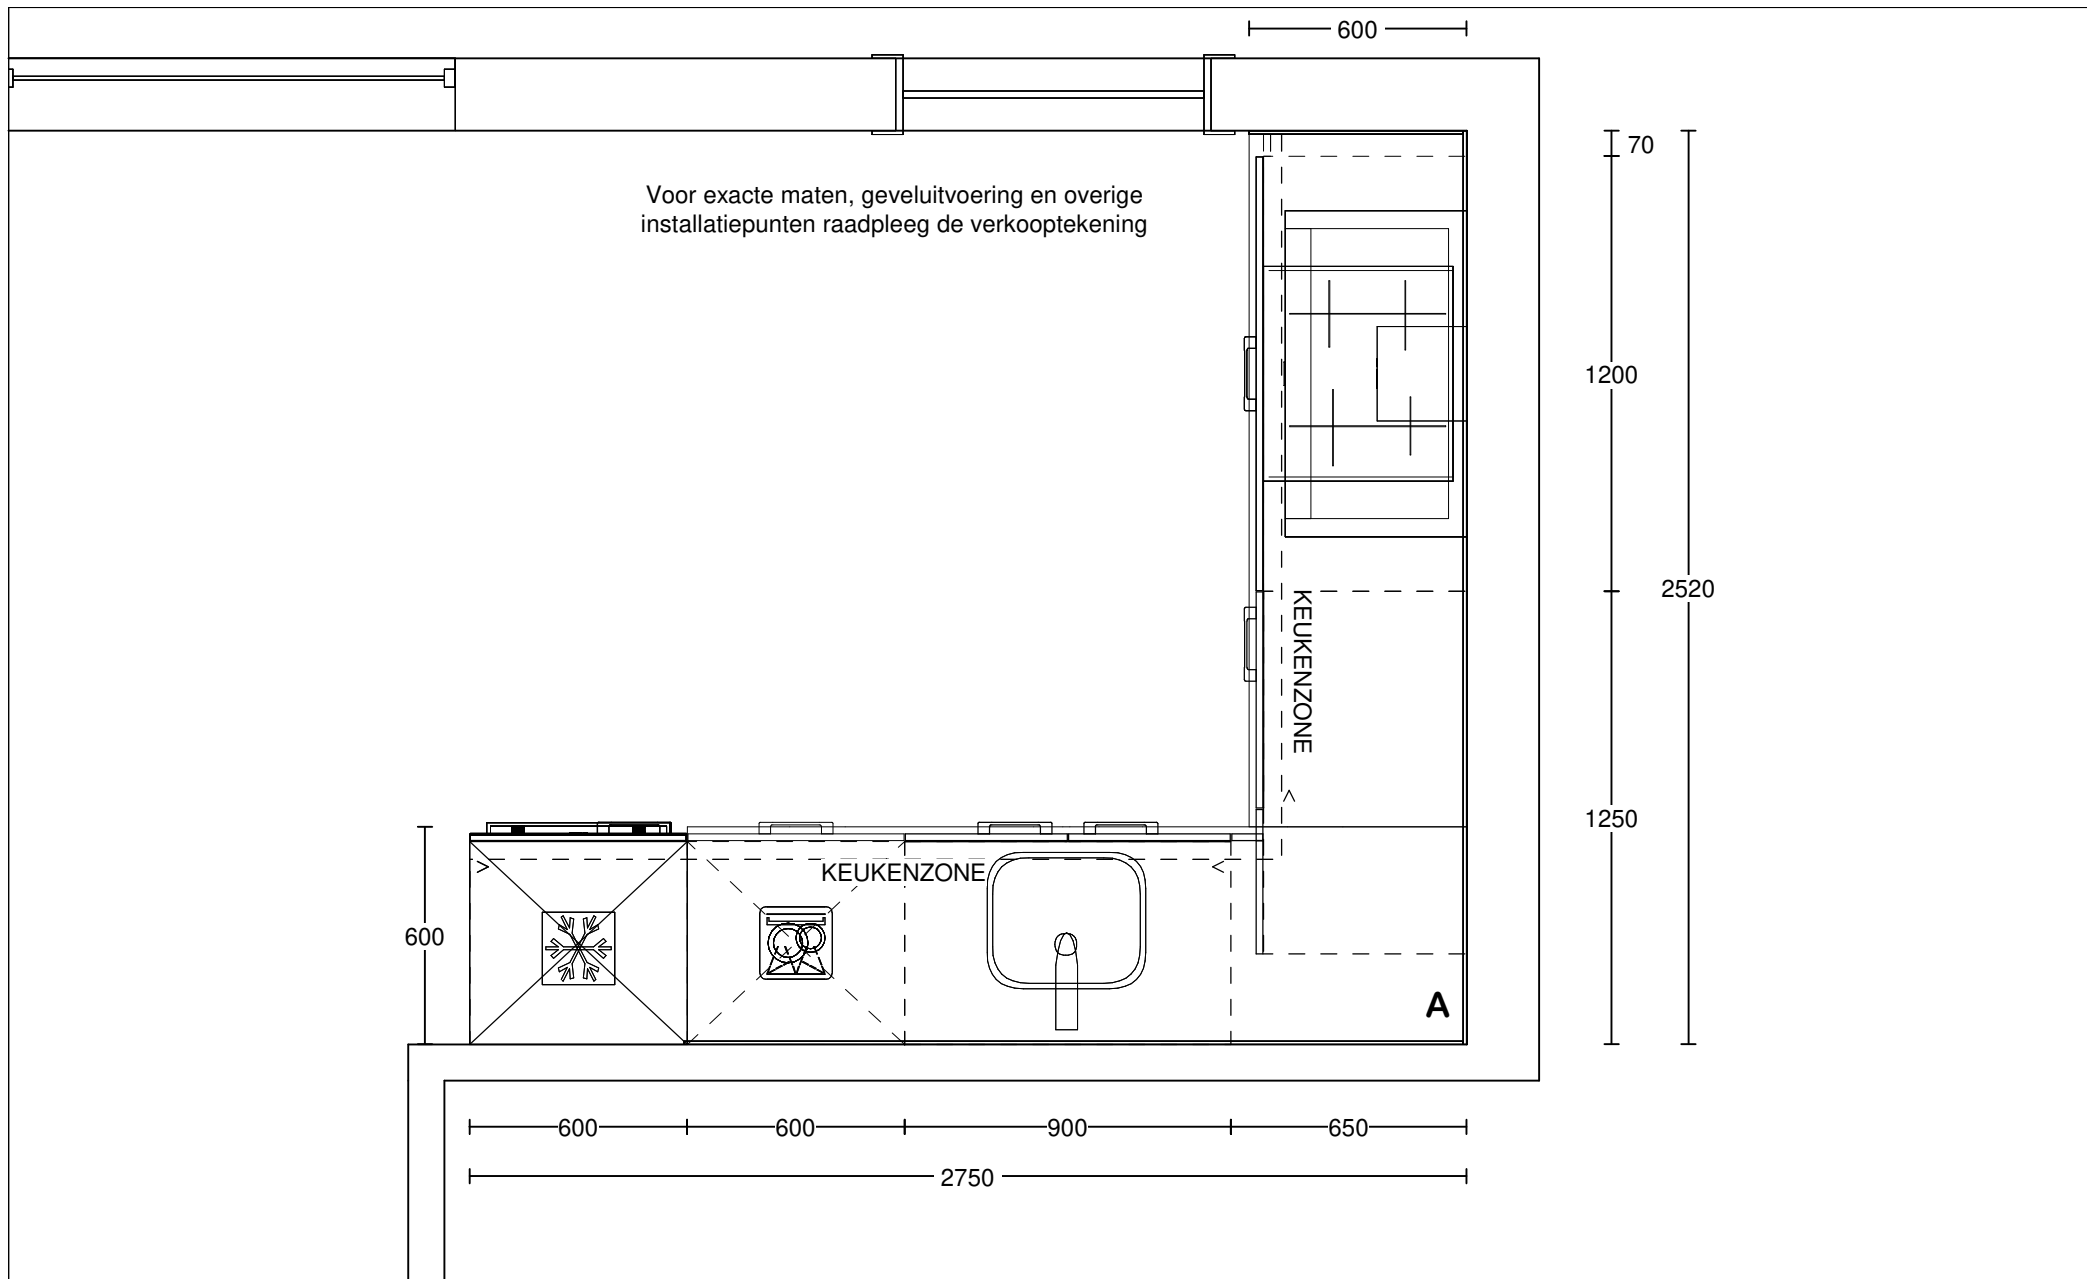 600
70
Voor exacte maten, geveluitvoering en overige
installatiepunten raadpleeg de verkooptekening
1200
2520
KEUKENZONE
1250
KEUKENZONE
600
A
600
600
900
650
2750